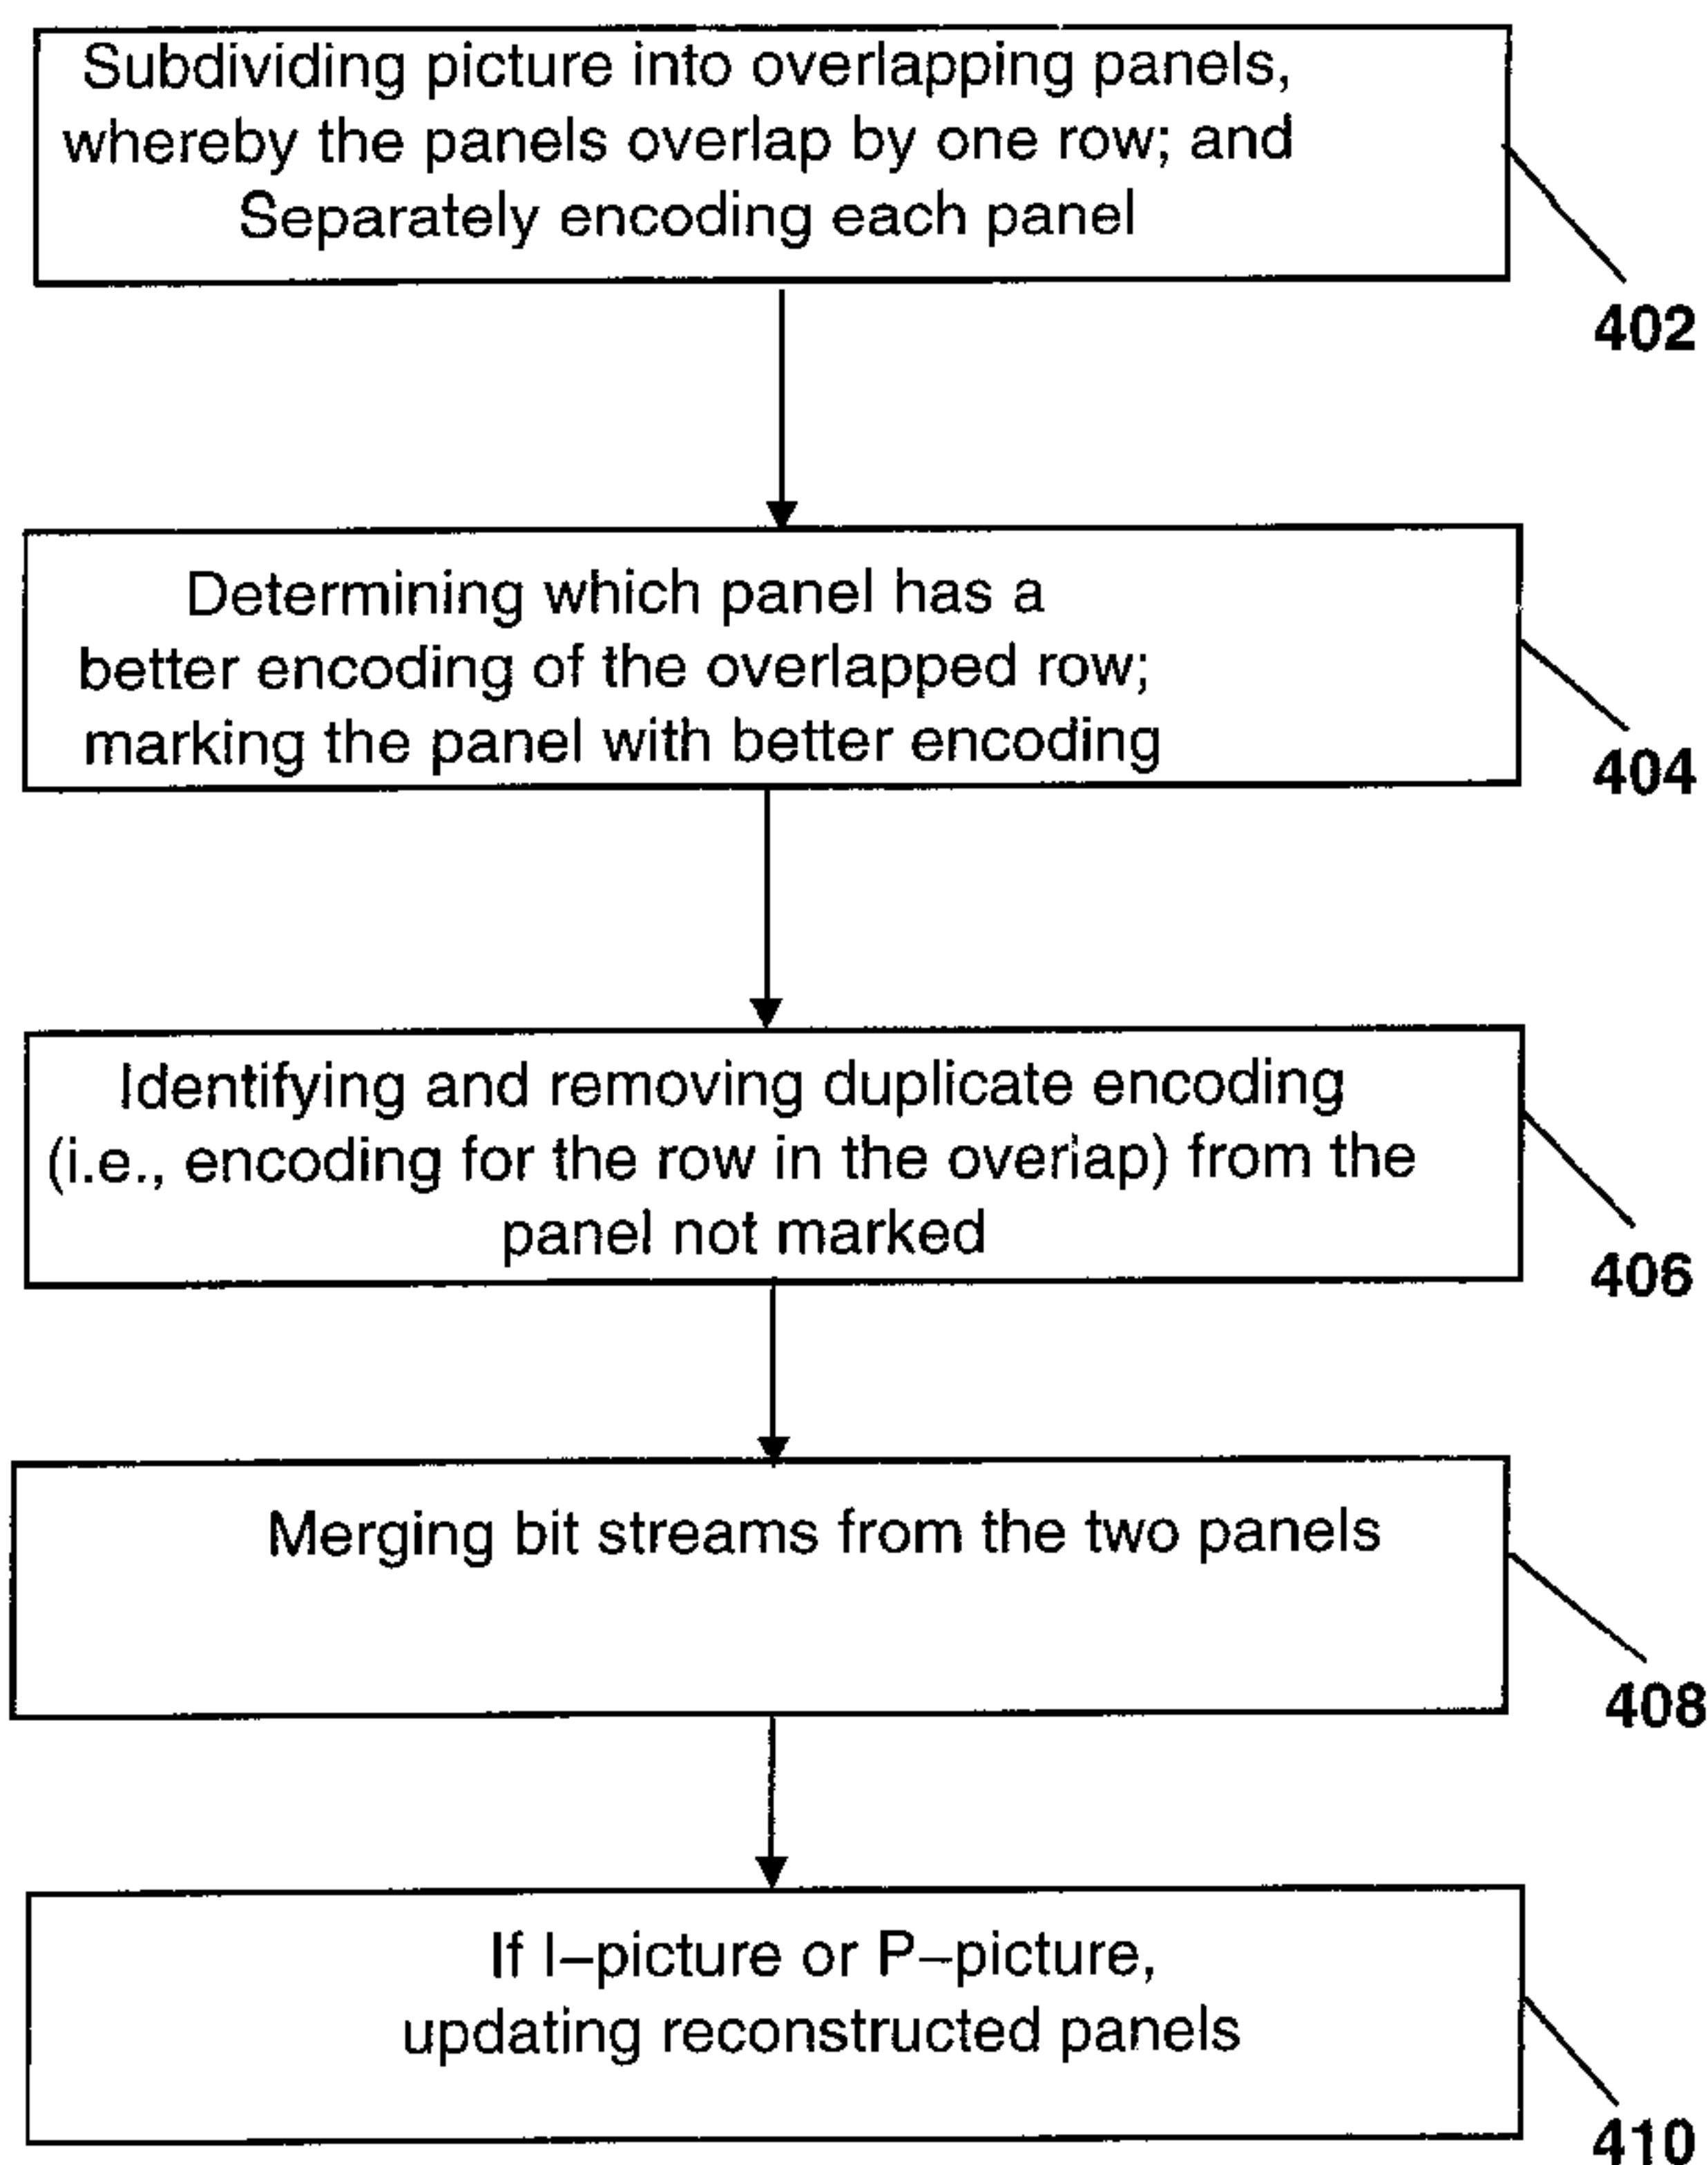 Subdividing picture into overlapping panels,
whereby the panels overlap by one row; and
Separately encoding each panel
402
Determining which panel has a
better encoding of the overlapped row;
marking the panel with better encoding
404
Identifying and removing duplicate encoding
(i.e., encoding for the row in the overlap) from the
panel not marked
406
Merging bit streams from the two panels
408
If I–picture or P–picture,
updating reconstructed panels
410